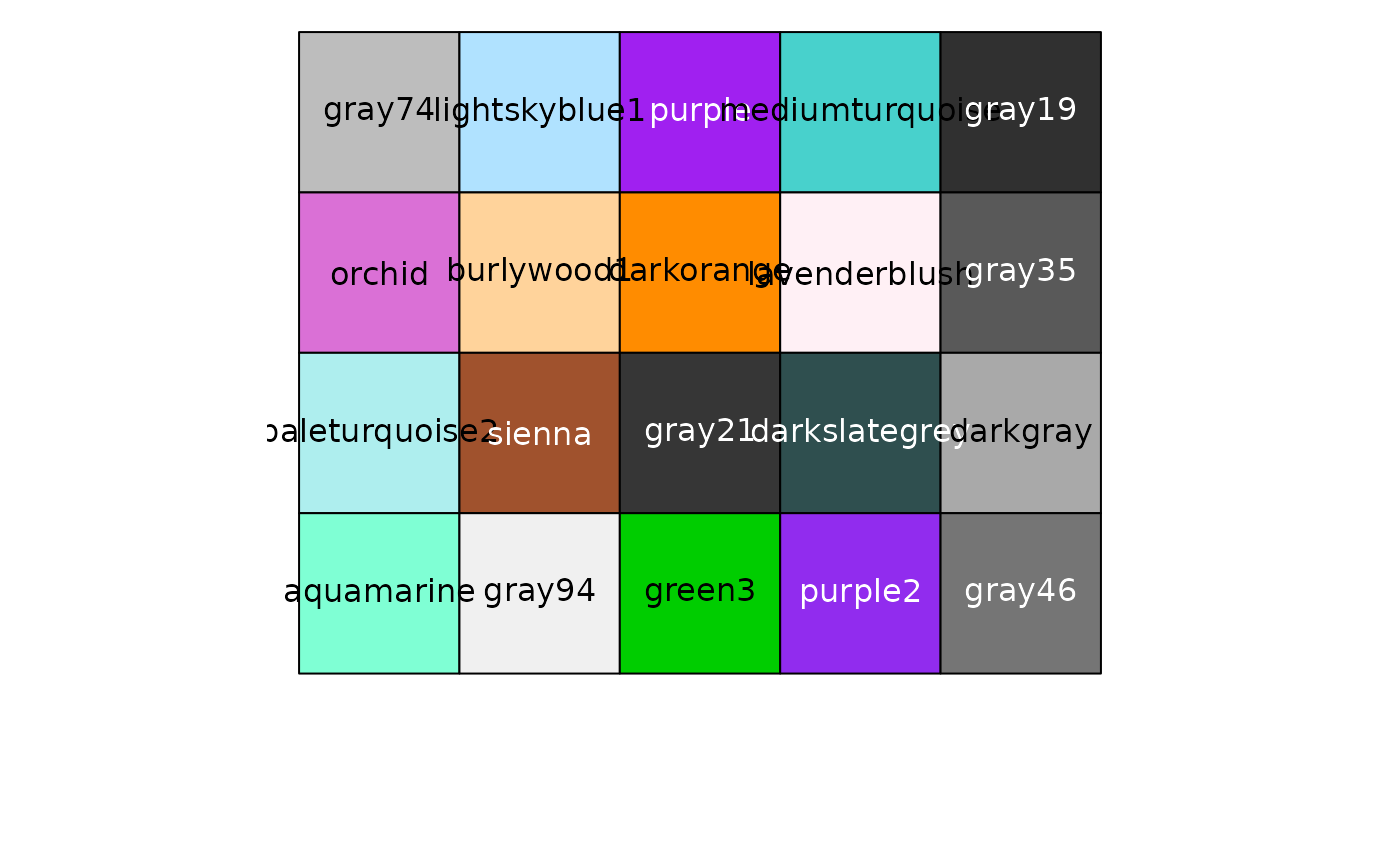 gray74 lightskyblue1 purple mediumturquoise gray19
orchid burlywood1 darkorange lavenderblush gray35
paleturquoise2 sienna gray21 darkslategrey darkgray
aquamarine gray94 green3 purple2 gray46